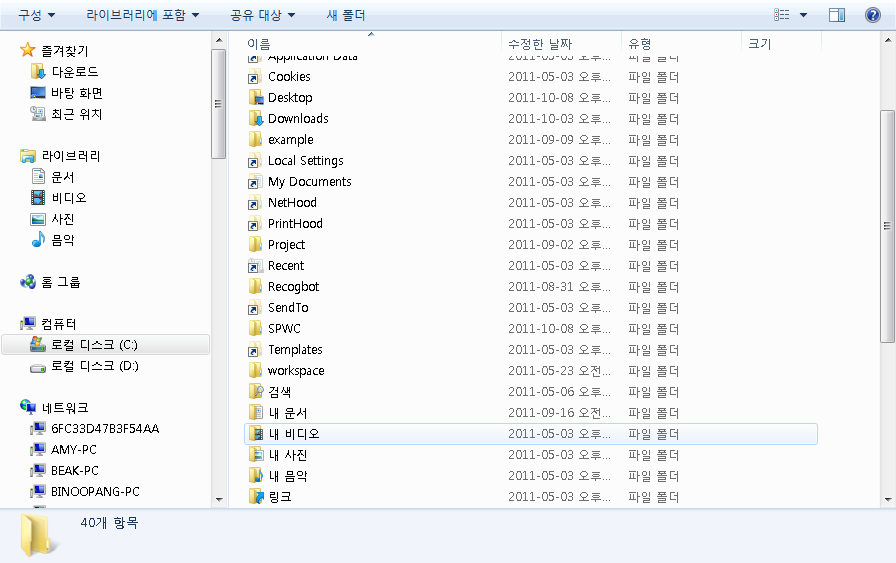 구성 라이브러리에 포함 공유 대상 새 폴더
이름 수정한 날짜 유형 크기
즐겨찾기
다운로드
바탕 화면
최근 위치
라이브러리
문서
비디오
사진
음악
홈 그룹
컴퓨터
로컬 디스크 (C:)
로컬 디스크 (D:)
네트워크
6FC33D47B3F54AA
AMY-PC
BEAK-PC
BINOOPANG-PC
Application Data 2011-05-03 오후... 파일 폴더
Cookies 2011-05-03 오후... 파일 폴더
Desktop 2011-10-08 오후... 파일 폴더
Downloads 2011-10-03 오후... 파일 폴더
example 2011-09-09 오후... 파일 폴더
Local Settings 2011-05-03 오후... 파일 폴더
My Documents 2011-05-03 오후... 파일 폴더
NetHood 2011-05-03 오후... 파일 폴더
PrintHood 2011-05-03 오후... 파일 폴더
Project 2011-09-02 오후... 파일 폴더
Recent 2011-05-03 오후... 파일 폴더
Recogbot 2011-08-31 오후... 파일 폴더
SendTo 2011-05-03 오후... 파일 폴더
SPWC 2011-10-08 오후... 파일 폴더
Templates 2011-05-03 오후... 파일 폴더
workspace 2011-05-23 오전... 파일 폴더
검색 2011-05-06 오후... 파일 폴더
내 문서 2011-09-16 오전... 파일 폴더
내 비디오 2011-05-03 오후... 파일 폴더
내 사진 2011-05-03 오후... 파일 폴더
내 음악 2011-05-03 오후... 파일 폴더
링크 2011-05-03 오후... 파일 폴더
40개 항목